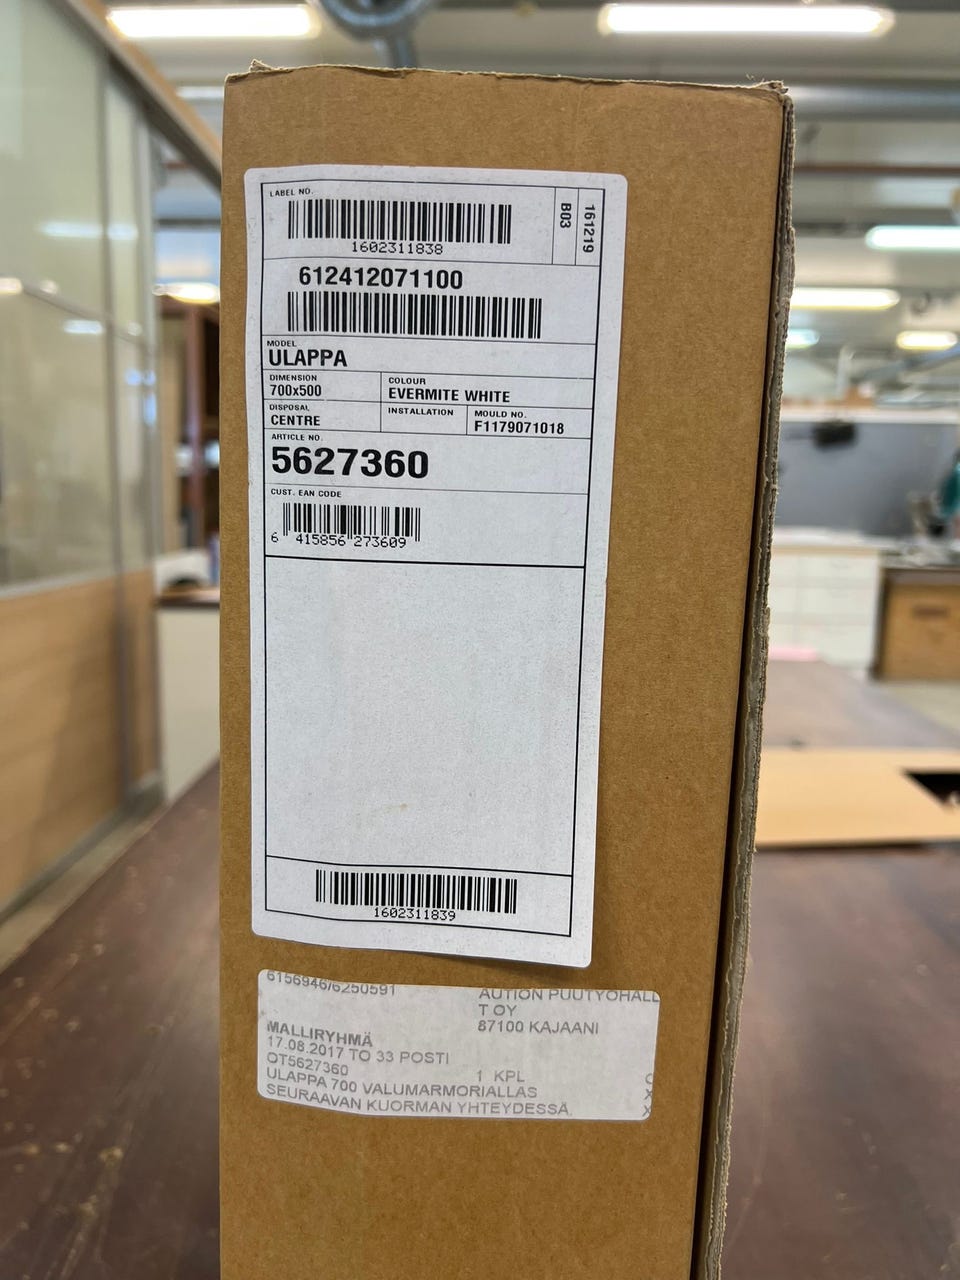 LABEL NO.
1602311838
B03
161219
612412071100
MODEL
ULAPPA
DIMENSION
700x500
COLOUR
EVERMITE WHITE
DISPOSAL
CENTRE
INSTALLATION
MOULD NO.
F1179071018
ARTICLE NO.
5627360
CUST. EAN CODE
6 415856 273609
1602311839
6156946/6250591
AUTION PUUTYÖHALL
T OY
87100 KAJAANI
MALLIRYHMÄ
17.08.2017 TO 33 POSTI
OT5627360
1 KPL
ULAPPA 700 VALUMARMORIALLAS
SEURAAVAN KUORMAN YHTEYDESSÄ.